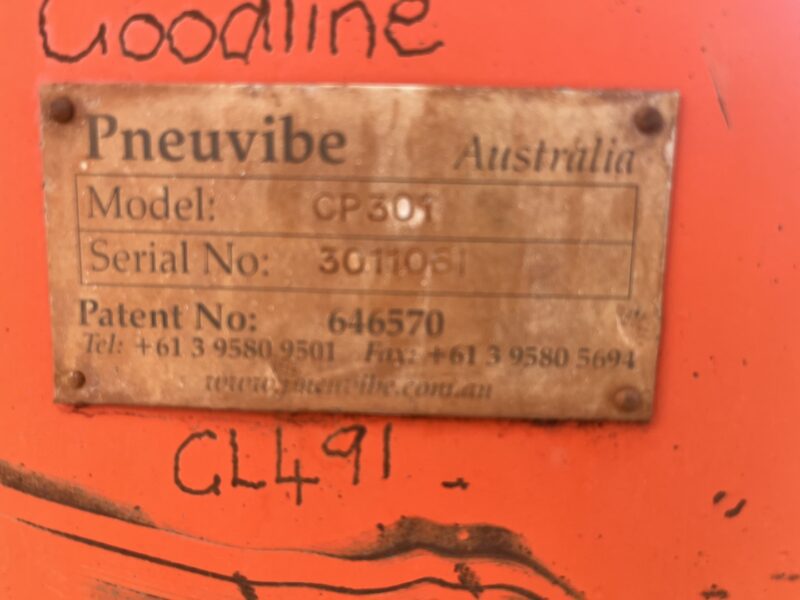 Goodline
Pneuvibe Australia
Model: CP301
Serial No: 3011081
Patent No: 646570
Tel: +61 3 9580 9501 Fax: +61 3 9580 5694
www.pneuvibe.com.au
GL491